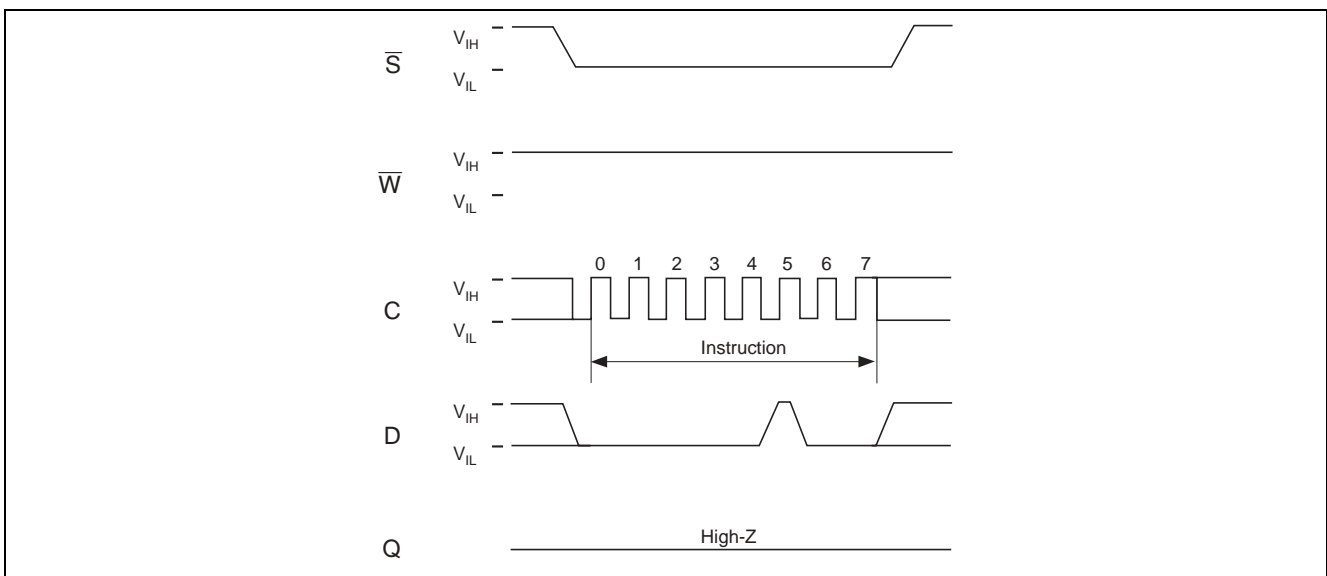 V_IH
S̅
V_IL
V_IH
W̅
V_IL
0 1 2 3 4 5 6 7
V_IH
C
V_IL
Instruction
V_IH
D
V_IL
High-Z
Q